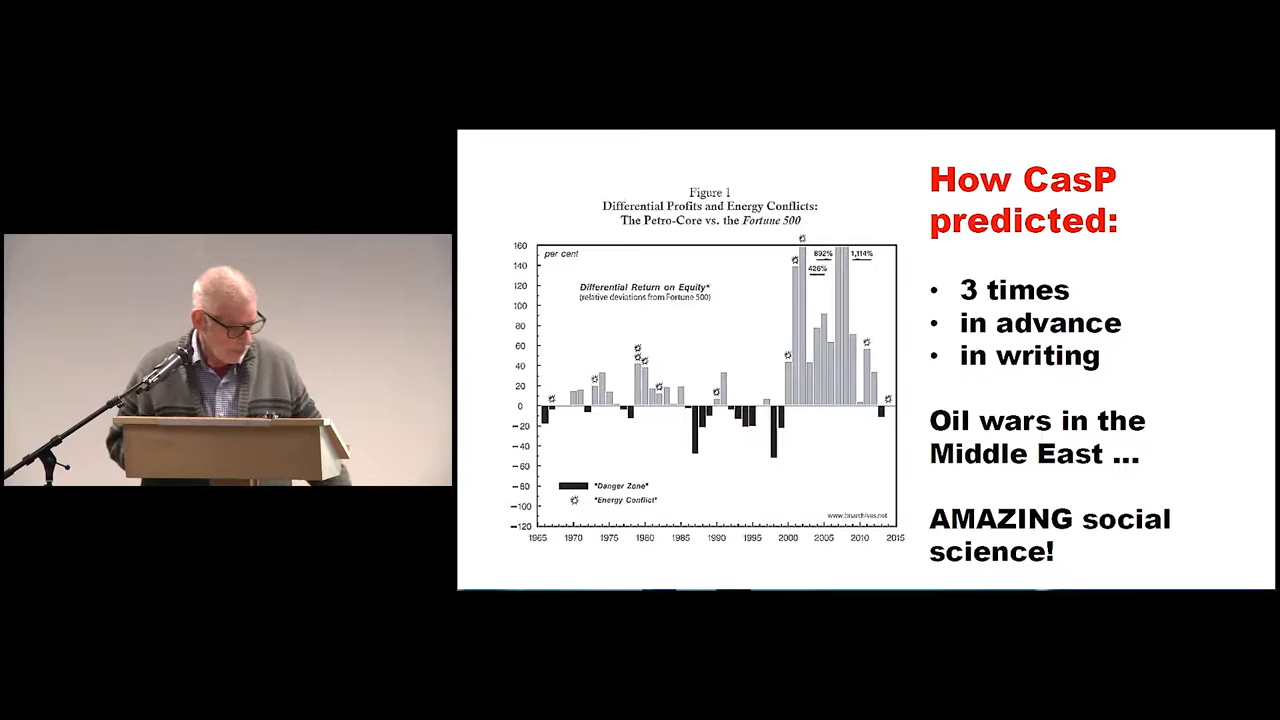 Figure 1
Differential Profits and Energy Conflicts:
The Petro-Core vs. the Fortune 500
160
140
120
100
80
60
40
20
0
−20
−40
−60
−80
−100
−120
per cent
692%
1,114%
426%
Differential Return on Equity*
(relative deviations from Fortune 500)
"Danger Zone"
"Energy Conflict"
www.bnarchives.net
1965 1970 1975 1980 1985 1990 1995 2000 2005 2010 2015
How CasP
predicted:
• 3 times
• in advance
• in writing
Oil wars in the
Middle East ...
AMAZING social
science!